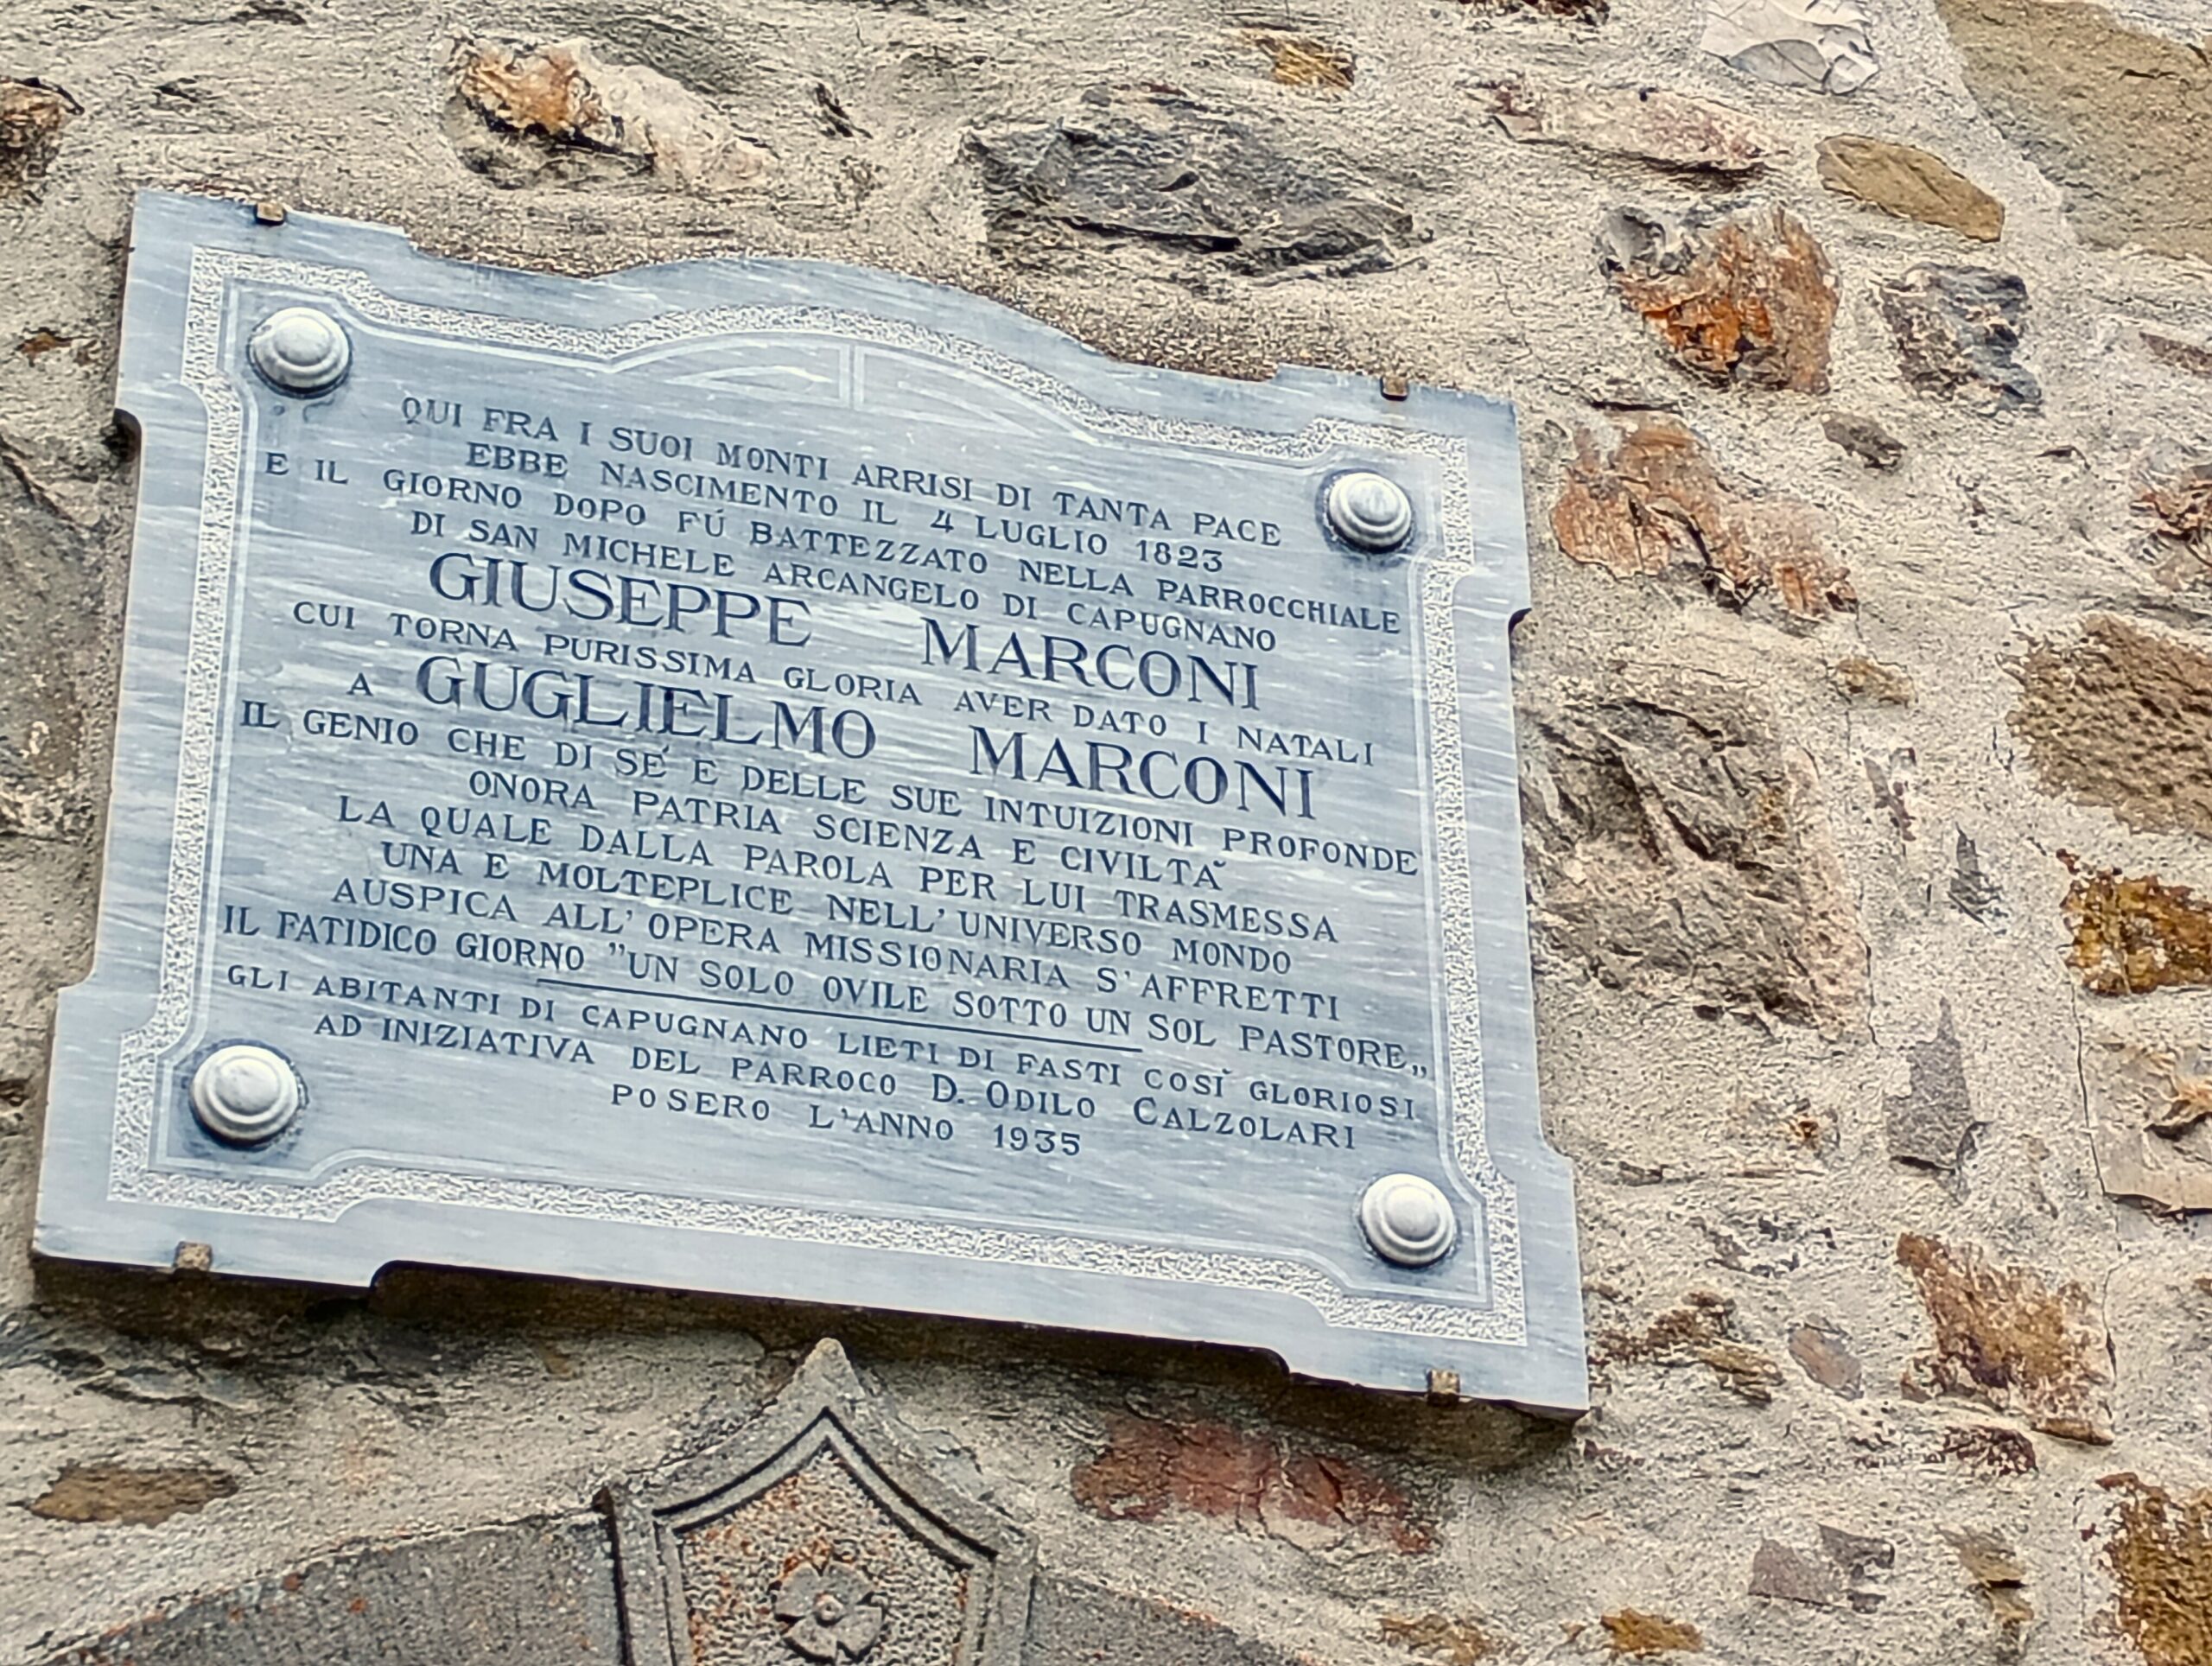 QUI FRA I SUOI MONTI ARRISI DI TANTA PACE
EBBE NASCIMENTO IL 4 LUGLIO 1823
E IL GIORNO DOPO FÚ BATTEZZATO NELLA PARROCCHIALE
DI SAN MICHELE ARCANGELO DI CAPUGNANO
GIUSEPPE MARCONI
CUI TORNA PURISSIMA GLORIA AVER DATO I NATALI
A GUGLIELMO MARCONI
IL GENIO CHE DI SÉ E DELLE SUE INTUIZIONI PROFONDE
ONORA PATRIA SCIENZA E CIVILTÀ
LA QUALE DALLA PAROLA PER LUI TRASMESSA
UNA E MOLTEPLICE NELL'UNIVERSO MONDO
AUSPICA ALL'OPERA MISSIONARIA S'AFFRETTI
IL FATIDICO GIORNO "UN SOLO OVILE SOTTO UN SOL PASTORE„
GLI ABITANTI DI CAPUGNANO LIETI DI FASTI COSÌ GLORIOSI
AD INIZIATIVA DEL PARROCO D. ODILO CALZOLARI
POSERO L'ANNO 1935